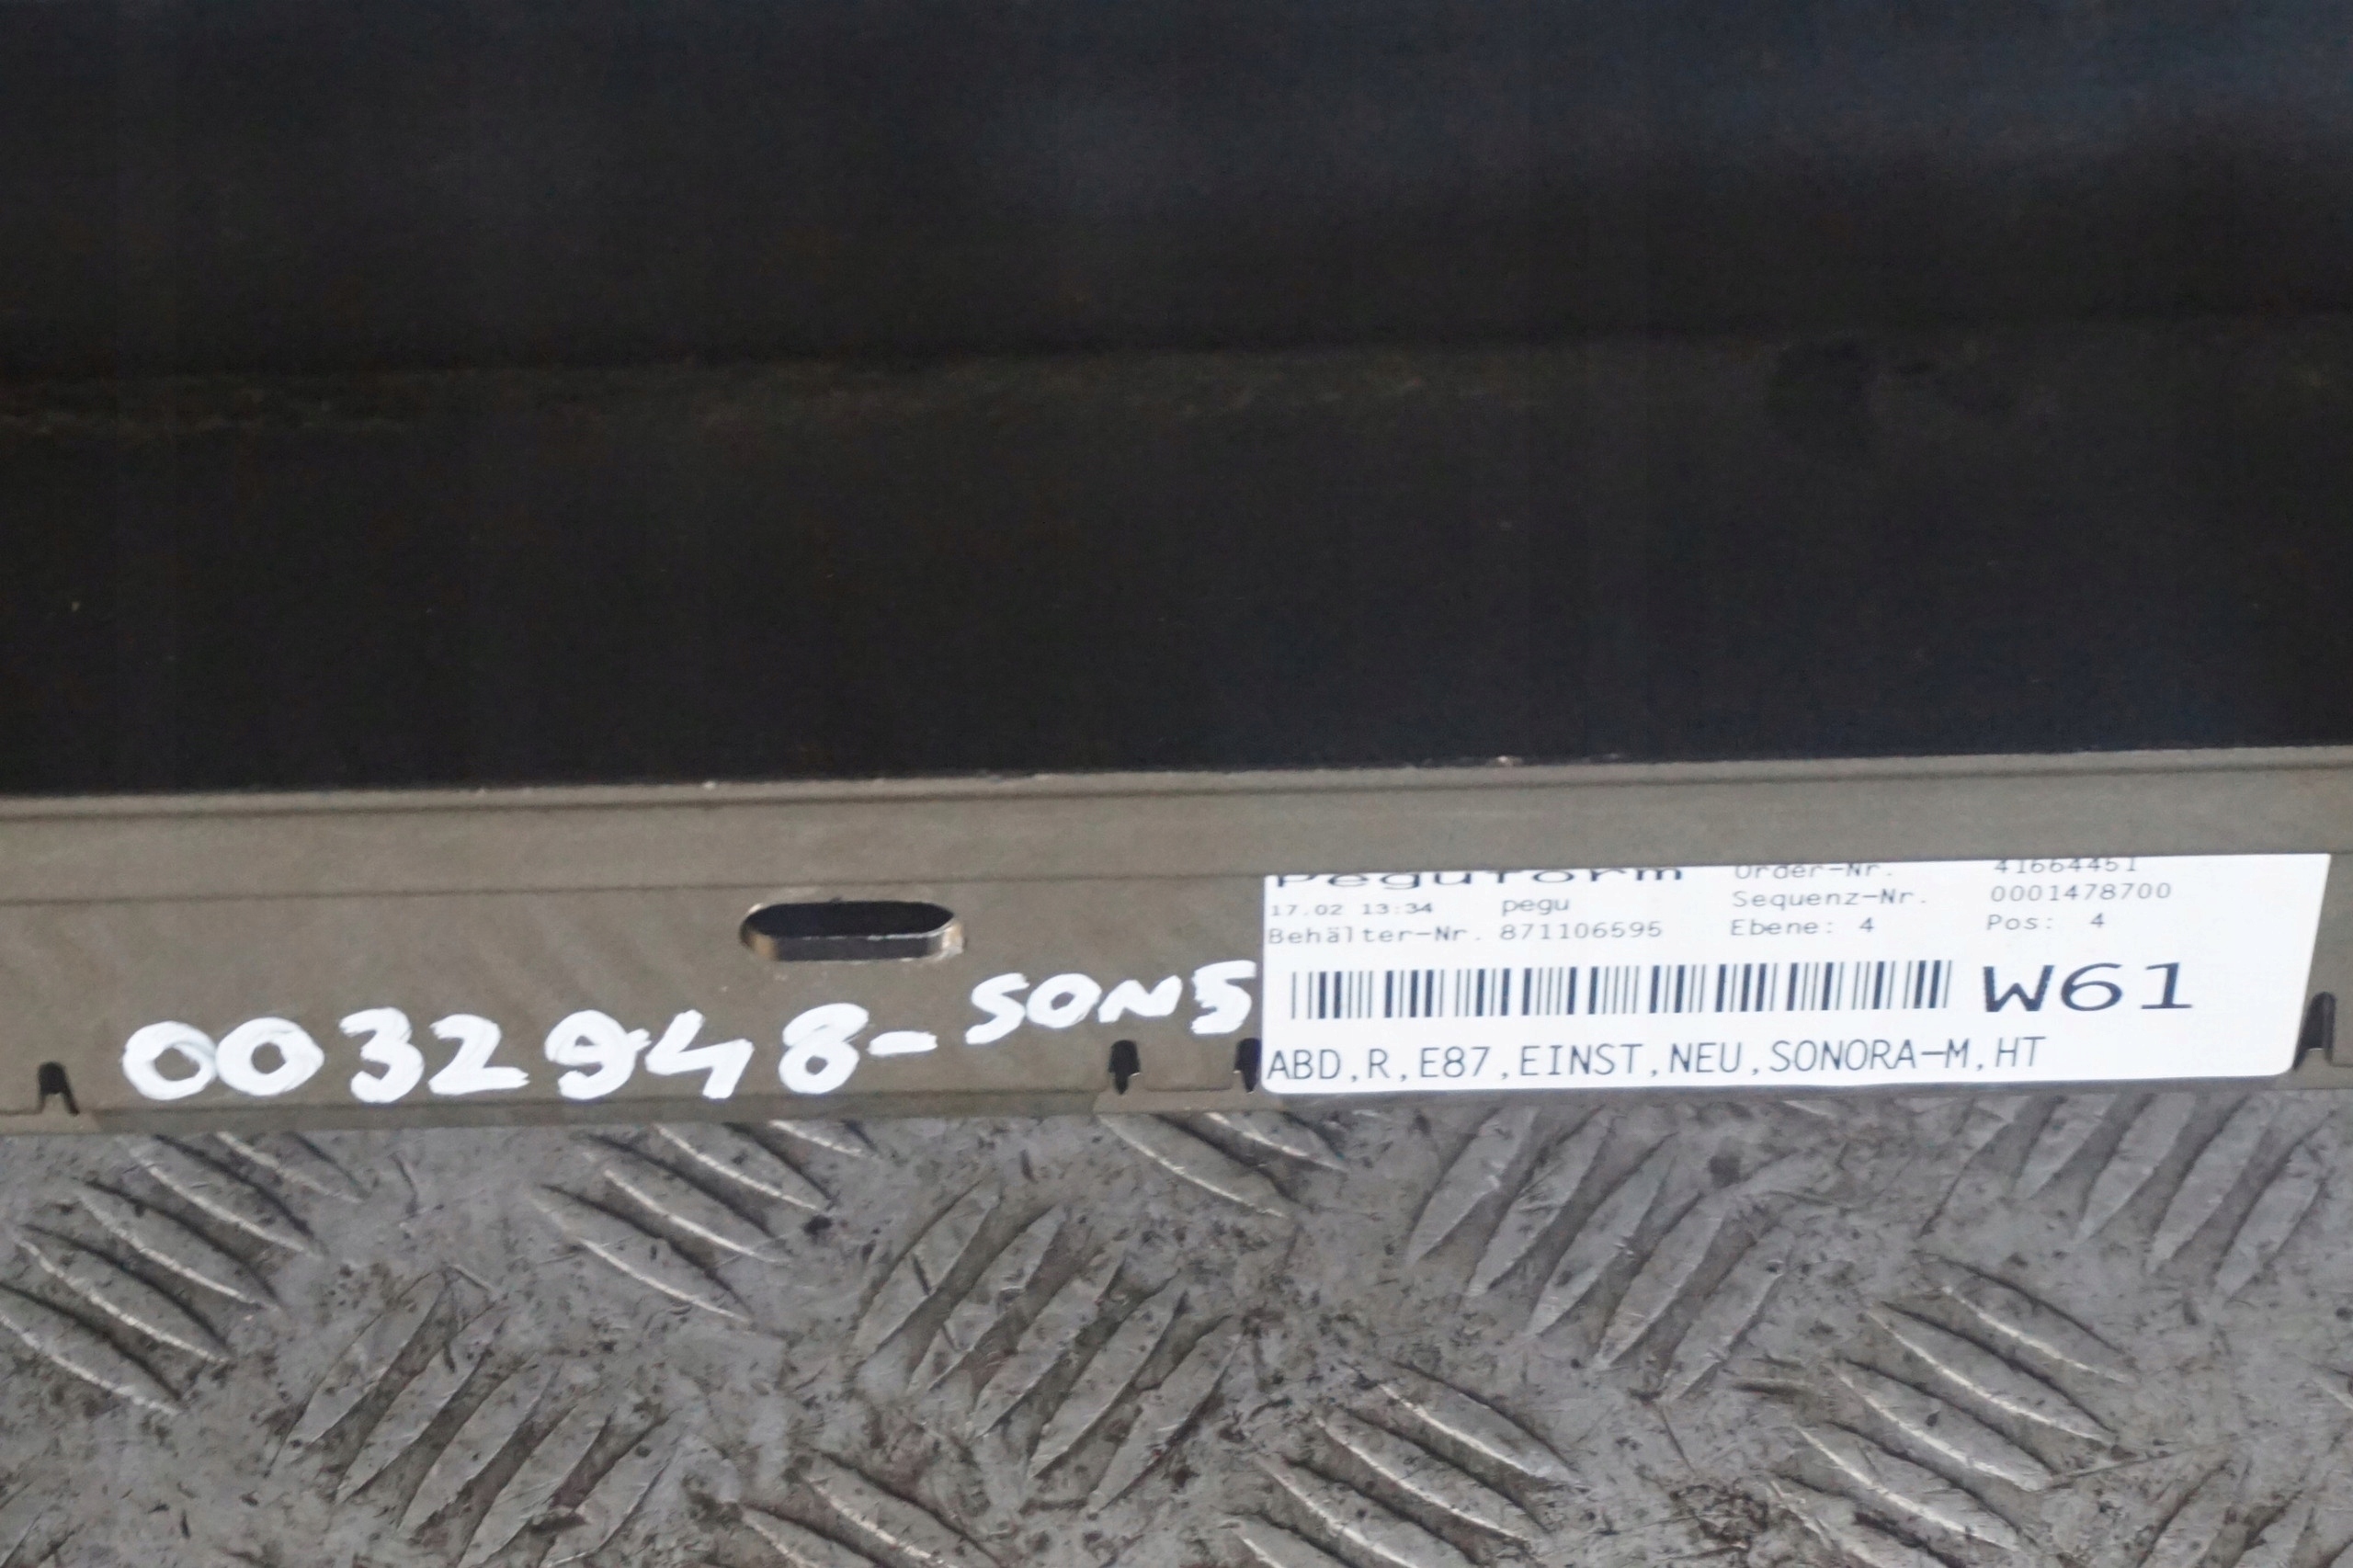 Peguform Order-Nr. 41664451
17.02 13:34 pegu Sequenz-Nr. 0001478700
Behälter-Nr. 871106595 Ebene: 4 Pos: 4
W61
ABD,R,E87,EINST,NEU,SONORA-M,HT
0032948-SON5